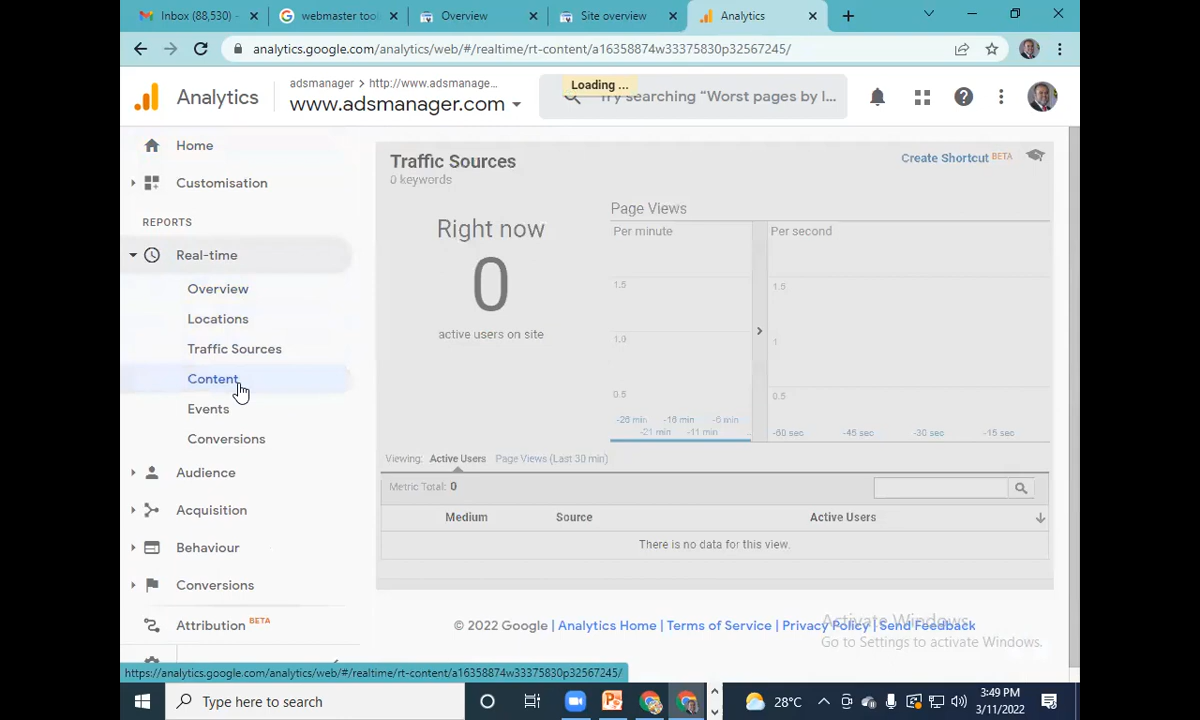 Inbox (88,530) -
webmaster tool
Overview
Site overview
Analytics
analytics.google.com/analytics/web/#/realtime/rt-content/a16358874w33375830p32567245/
Analytics
adsmanager > http://www.adsmanage...
www.adsmanager.com
Loading ...
Try searching “Worst pages by l...
Home
Customisation
REPORTS
Real-time
Overview
Locations
Traffic Sources
Content
Events
Conversions
Audience
Acquisition
Behaviour
Conversions
Attribution BETA
Traffic Sources
0 keywords
Create Shortcut BETA
Right now
0
active users on site
Page Views
Per minute
Per second
1.5
1.0
0.5
1.5
1
0.5
-26 min -16 min -6 min
-21 min -11 min
-60 sec -45 sec -30 sec -15 sec
Viewing: Active Users Page Views (Last 30 min)
Metric Total: 0
Medium Source Active Users
There is no data for this view.
© 2022 Google | Analytics Home | Terms of Service | Privacy Policy | Send Feedback
Activate Windows
Go to Settings to activate Windows.
https://analytics.google.com/analytics/web/#/realtime/rt-content/a16358874w33375830p32567245/
Type here to search
28°C
3:49 PM
3/11/2022